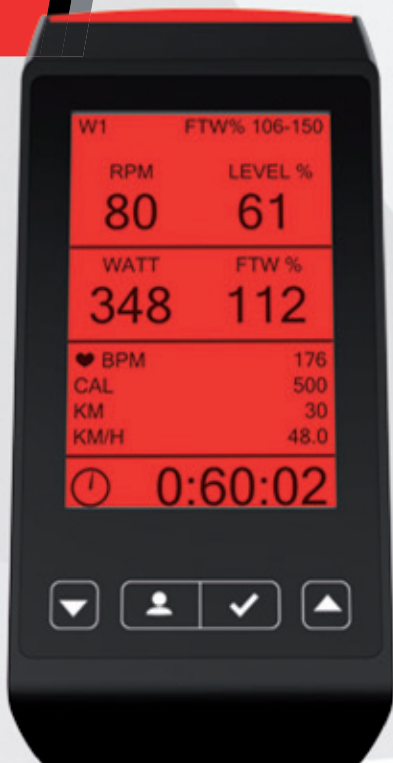 W1 FTW% 106-150
RPM LEVEL %
80 61
WATT FTW %
348 112
♥ BPM 176
CAL 500
KM 30
KM/H 48.0
0:60:02